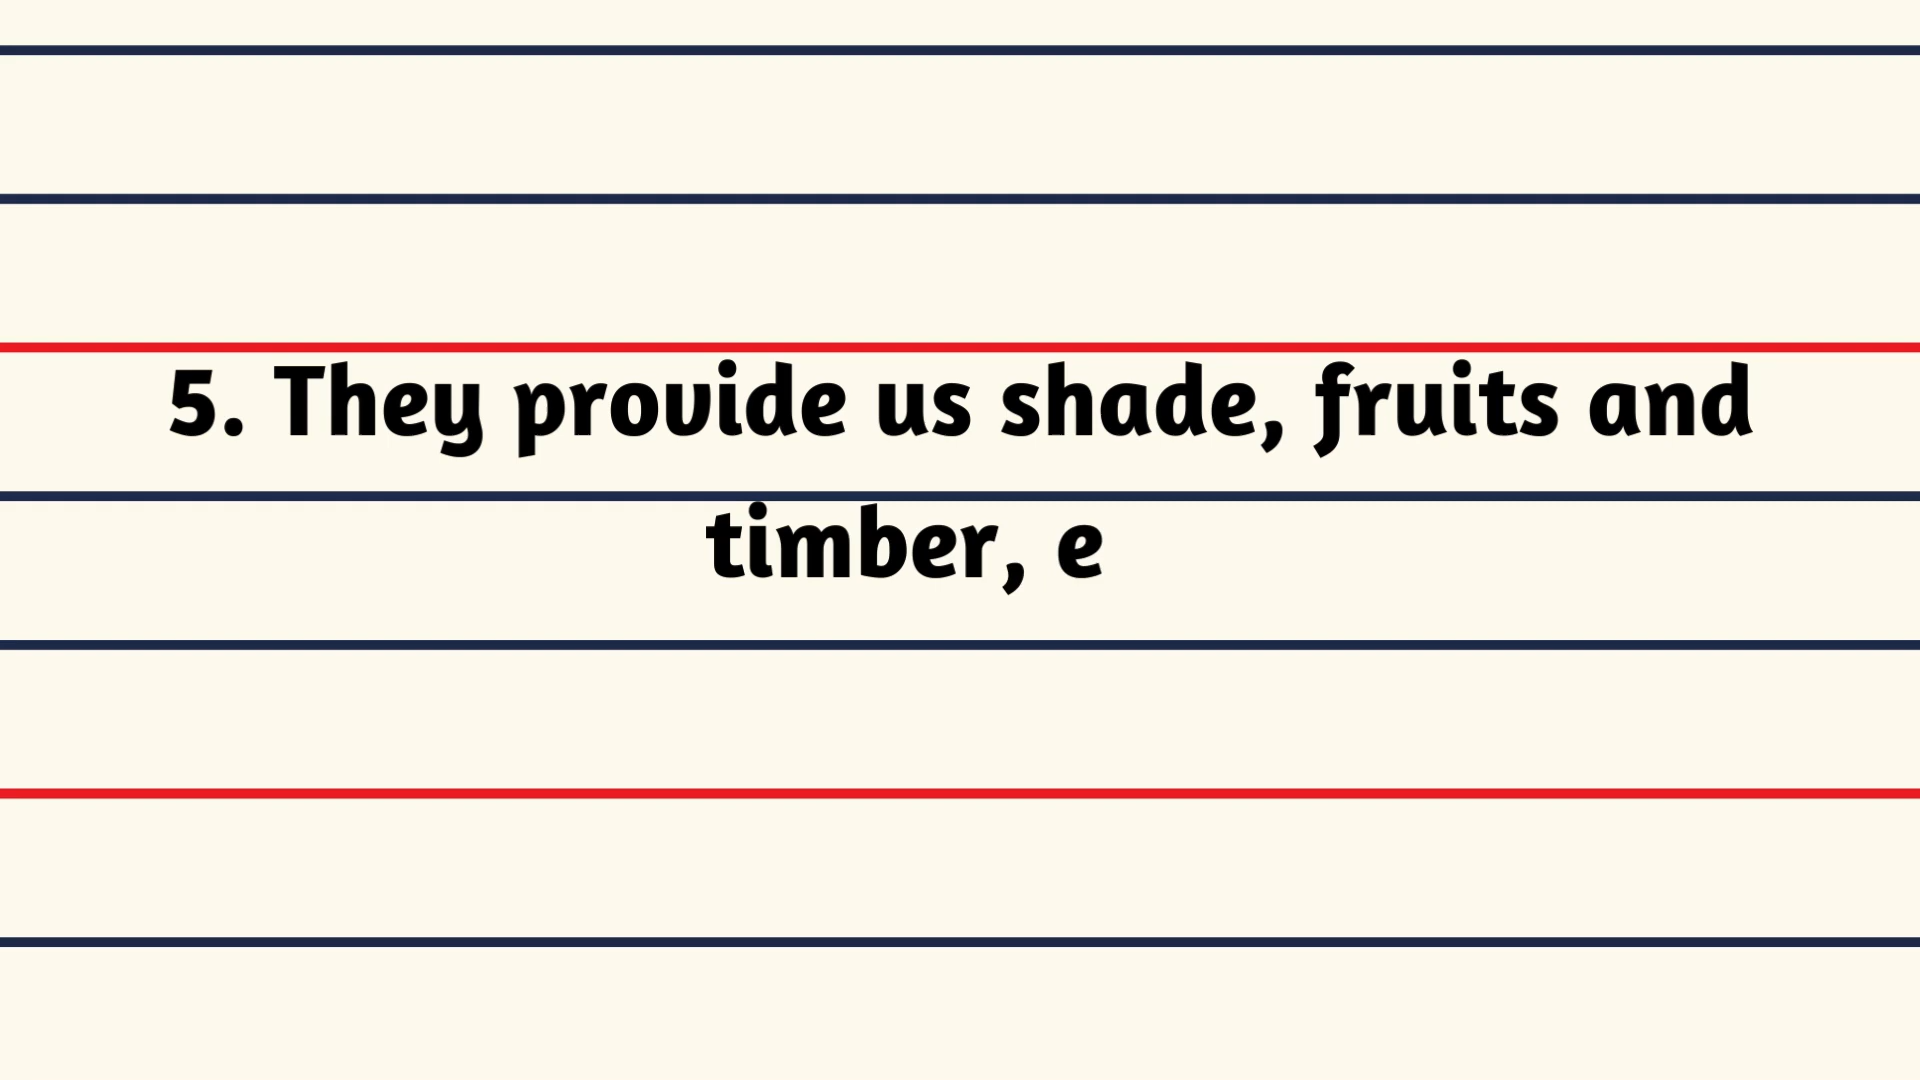 5. They provide us shade, fruits and
timber, e